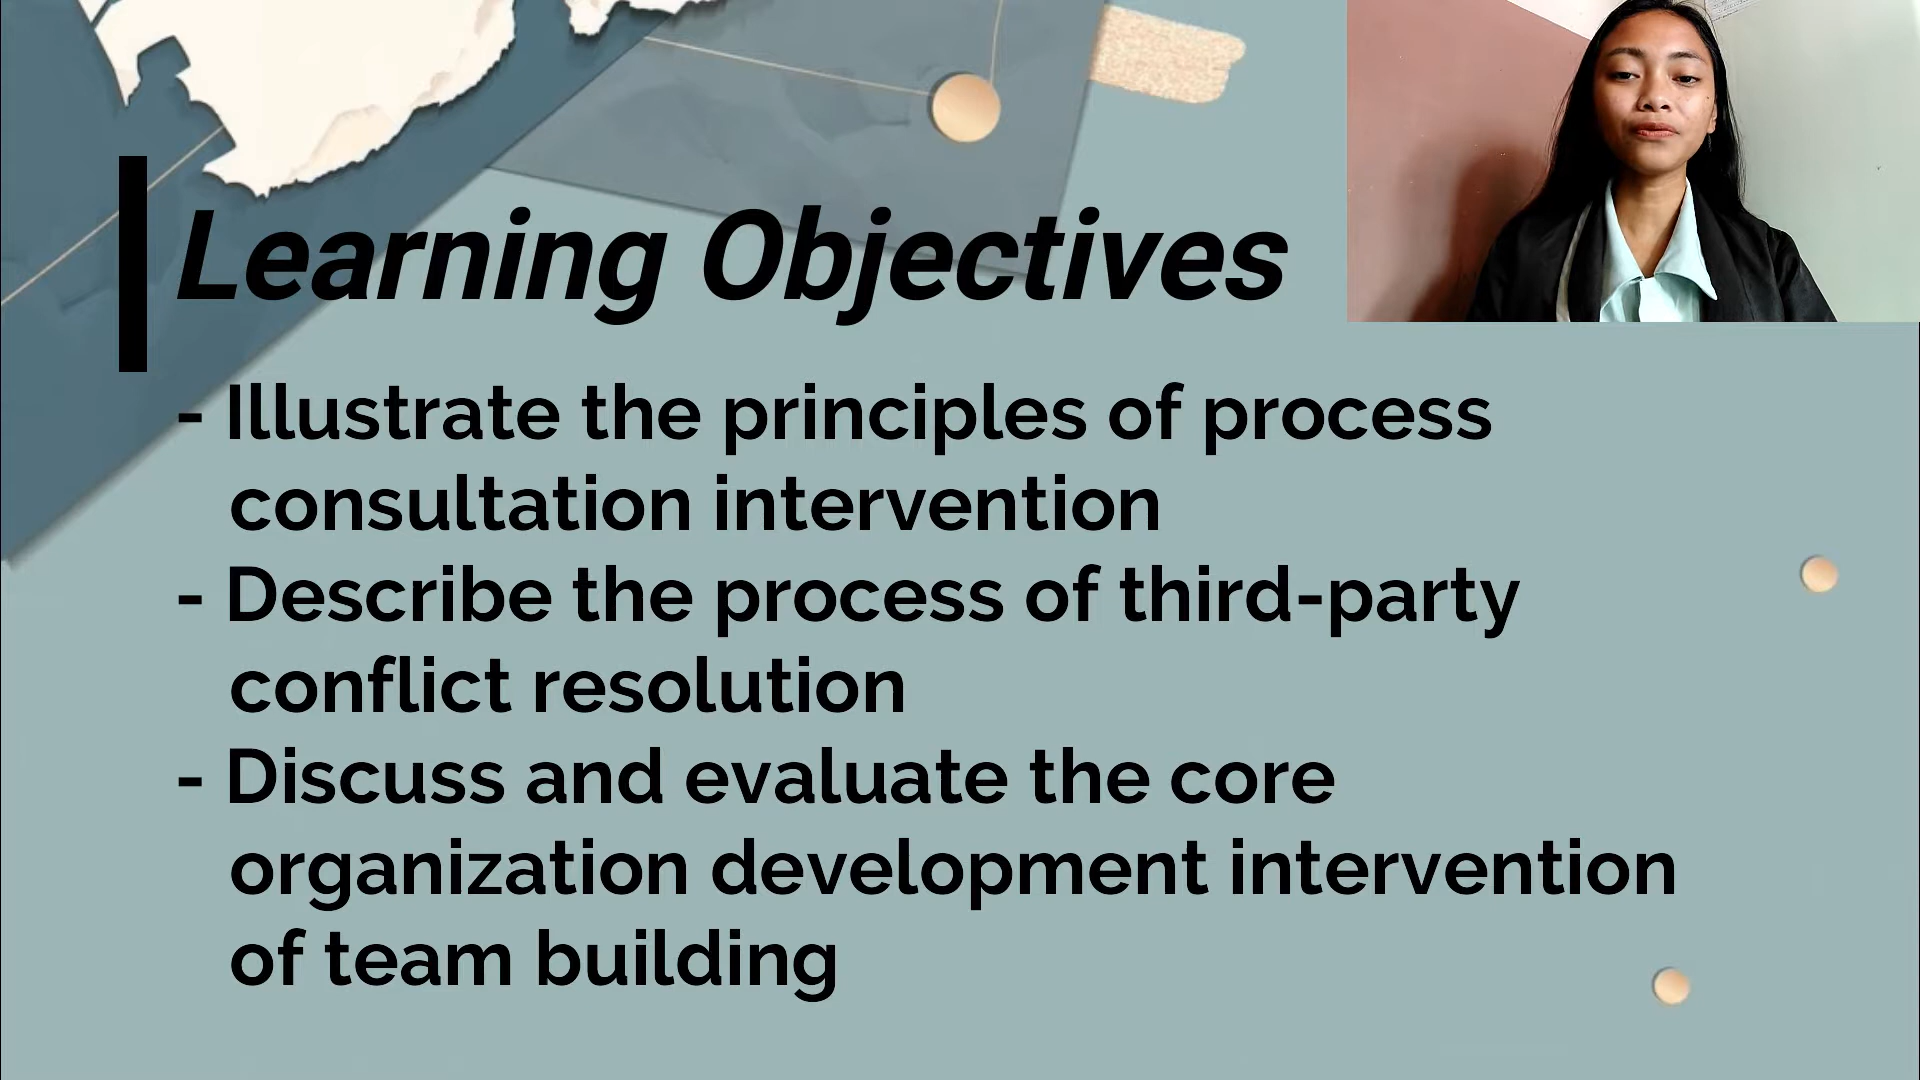 Learning Objectives
- Illustrate the principles of process
consultation intervention
- Describe the process of third-party
conflict resolution
- Discuss and evaluate the core
organization development intervention
of team building